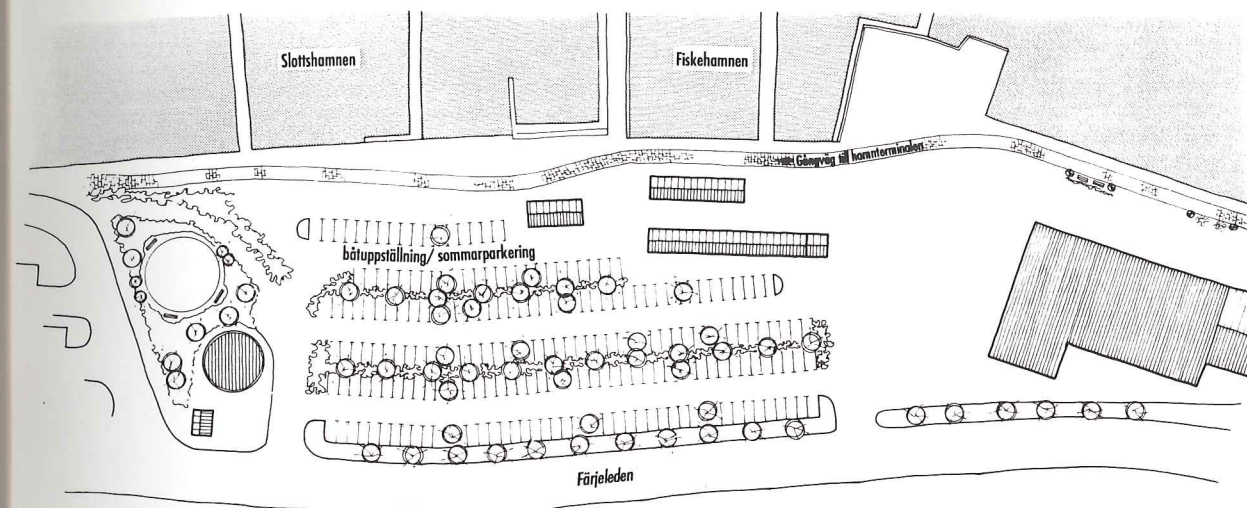 Slottshamnen
Fiskehamnen
Gångväg till hamnterminalen
båtuppställning/ sommarparkering
Färjeleden